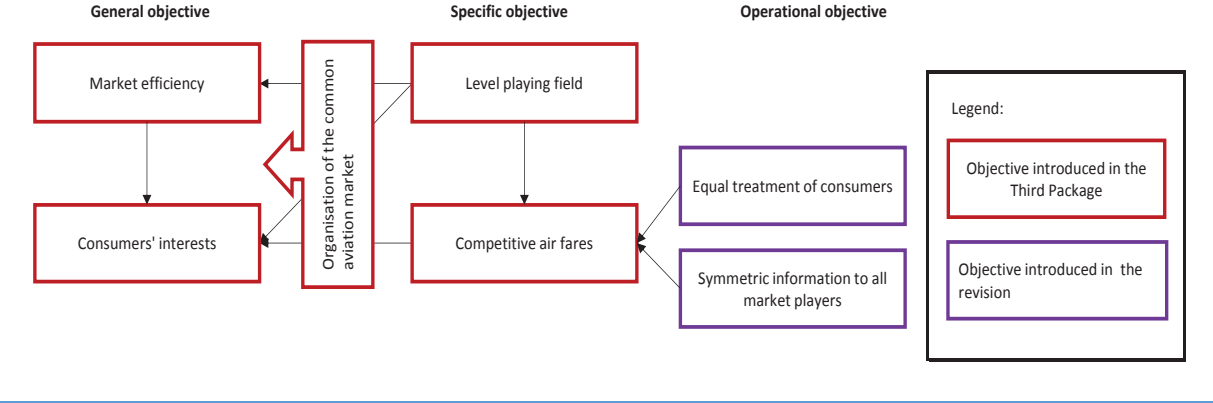 General objective
Specific objective
Operational objective
Market efficiency
Organisation of the common
aviation market
Level playing field
Consumers' interests
Competitive air fares
Equal treatment of consumers
Symmetric information to all
market players
Legend:
Objective introduced in the
Third Package
Objective introduced in the
revision